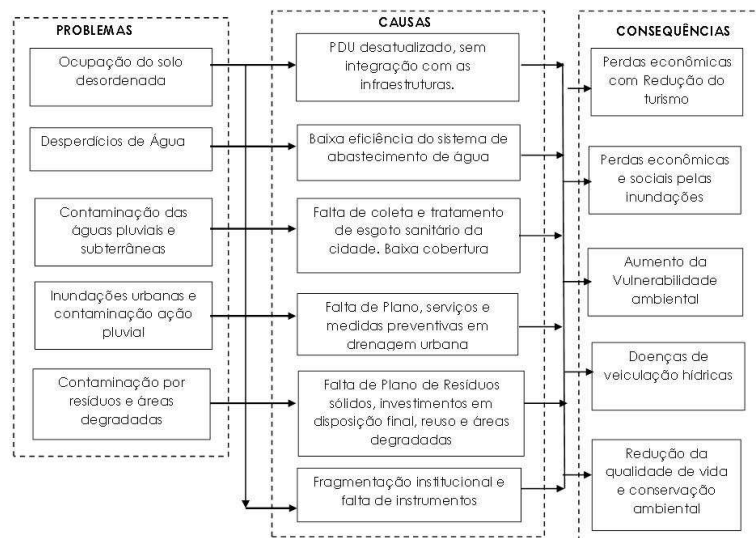 PROBLEMAS
Ocupação do solo
desordenada
Desperdícios de Água
Contaminação das
águas pluviais e
subterrâneas
Inundações urbanas e
contaminação ação
pluvial
Contaminação por
resíduos e áreas
degradadas
CAUSAS
PDU desatualizado, sem
integração com as
infraestruturas.
Baixa eficiência do sistema de
abastecimento de água
Falta de coleta e tratamento
de esgoto sanitário da
cidade. Baixa cobertura
Falta de Plano, serviços e
medidas preventivas em
drenagem urbana
Falta de Plano de Resíduos
sólidos, investimentos em
disposição final, reuso e áreas
degradadas
Fragmentação institucional e
falta de instrumentos
CONSEQUÊNCIAS
Perdas econômicas
com Redução do
turismo
Perdas econômicas
e sociais pelas
inundações
Aumento da
Vulnerabilidade
ambiental
Doenças de
veiculação hídricas
Redução da
qualidade de vida
e conservação
ambiental